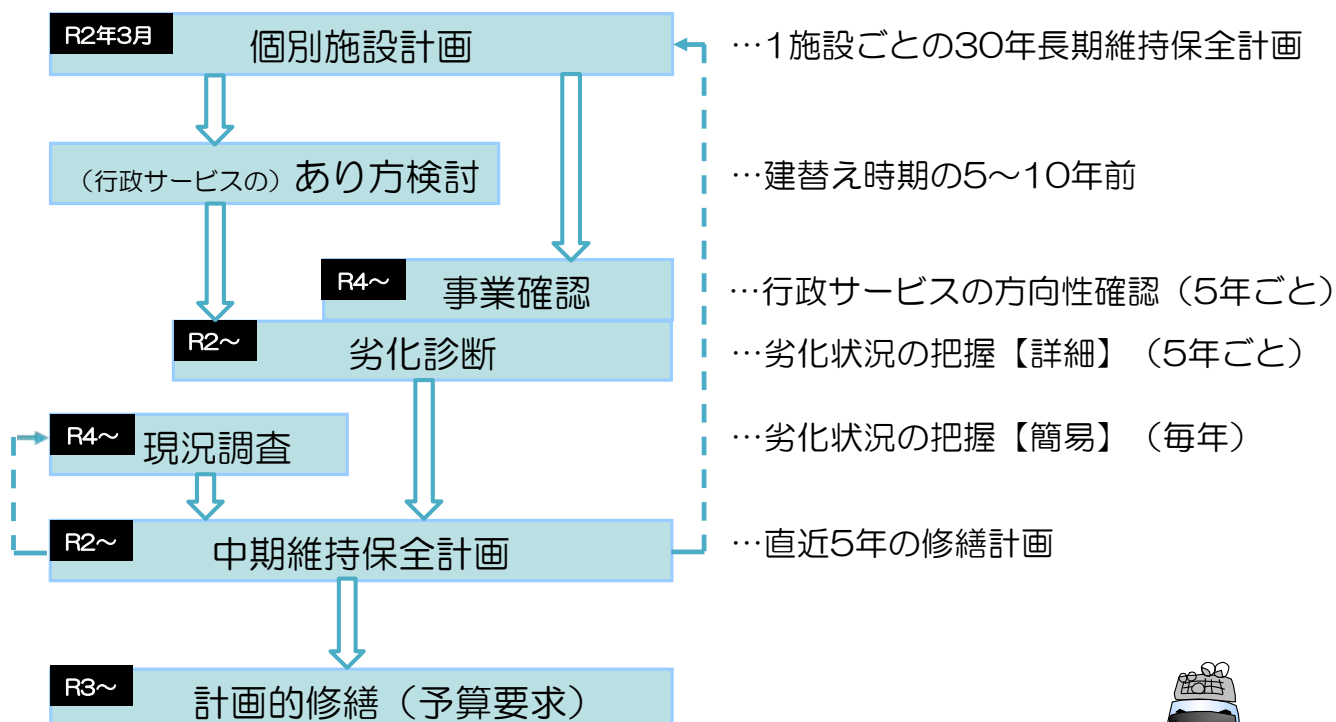 R2年3月 個別施設計画 …1施設ごとの30年長期維持保全計画
（行政サービスの）あり方検討 …建替え時期の5～10年前
R4～ 事業確認 …行政サービスの方向性確認（5年ごと）
R2～ 劣化診断 …劣化状況の把握【詳細】（5年ごと）
R4～ 現況調査 …劣化状況の把握【簡易】（毎年）
R2～ 中期維持保全計画 …直近5年の修繕計画
R3～ 計画的修繕（予算要求）